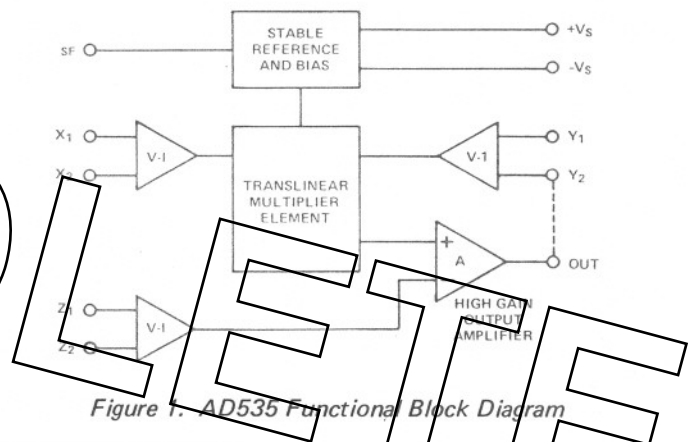 STABLE
REFERENCE
AND BIAS
SF
+VS
-VS
X1
X2
V-I
TRANSLINEAR
MULTIPLIER
ELEMENT
V-1
Y1
Y2
+
A
OUT
Z1
Z2
V-I
HIGH GAIN
OUTPUT
AMPLIFIER
LETE
Figure 1. AD535 Functional Block Diagram